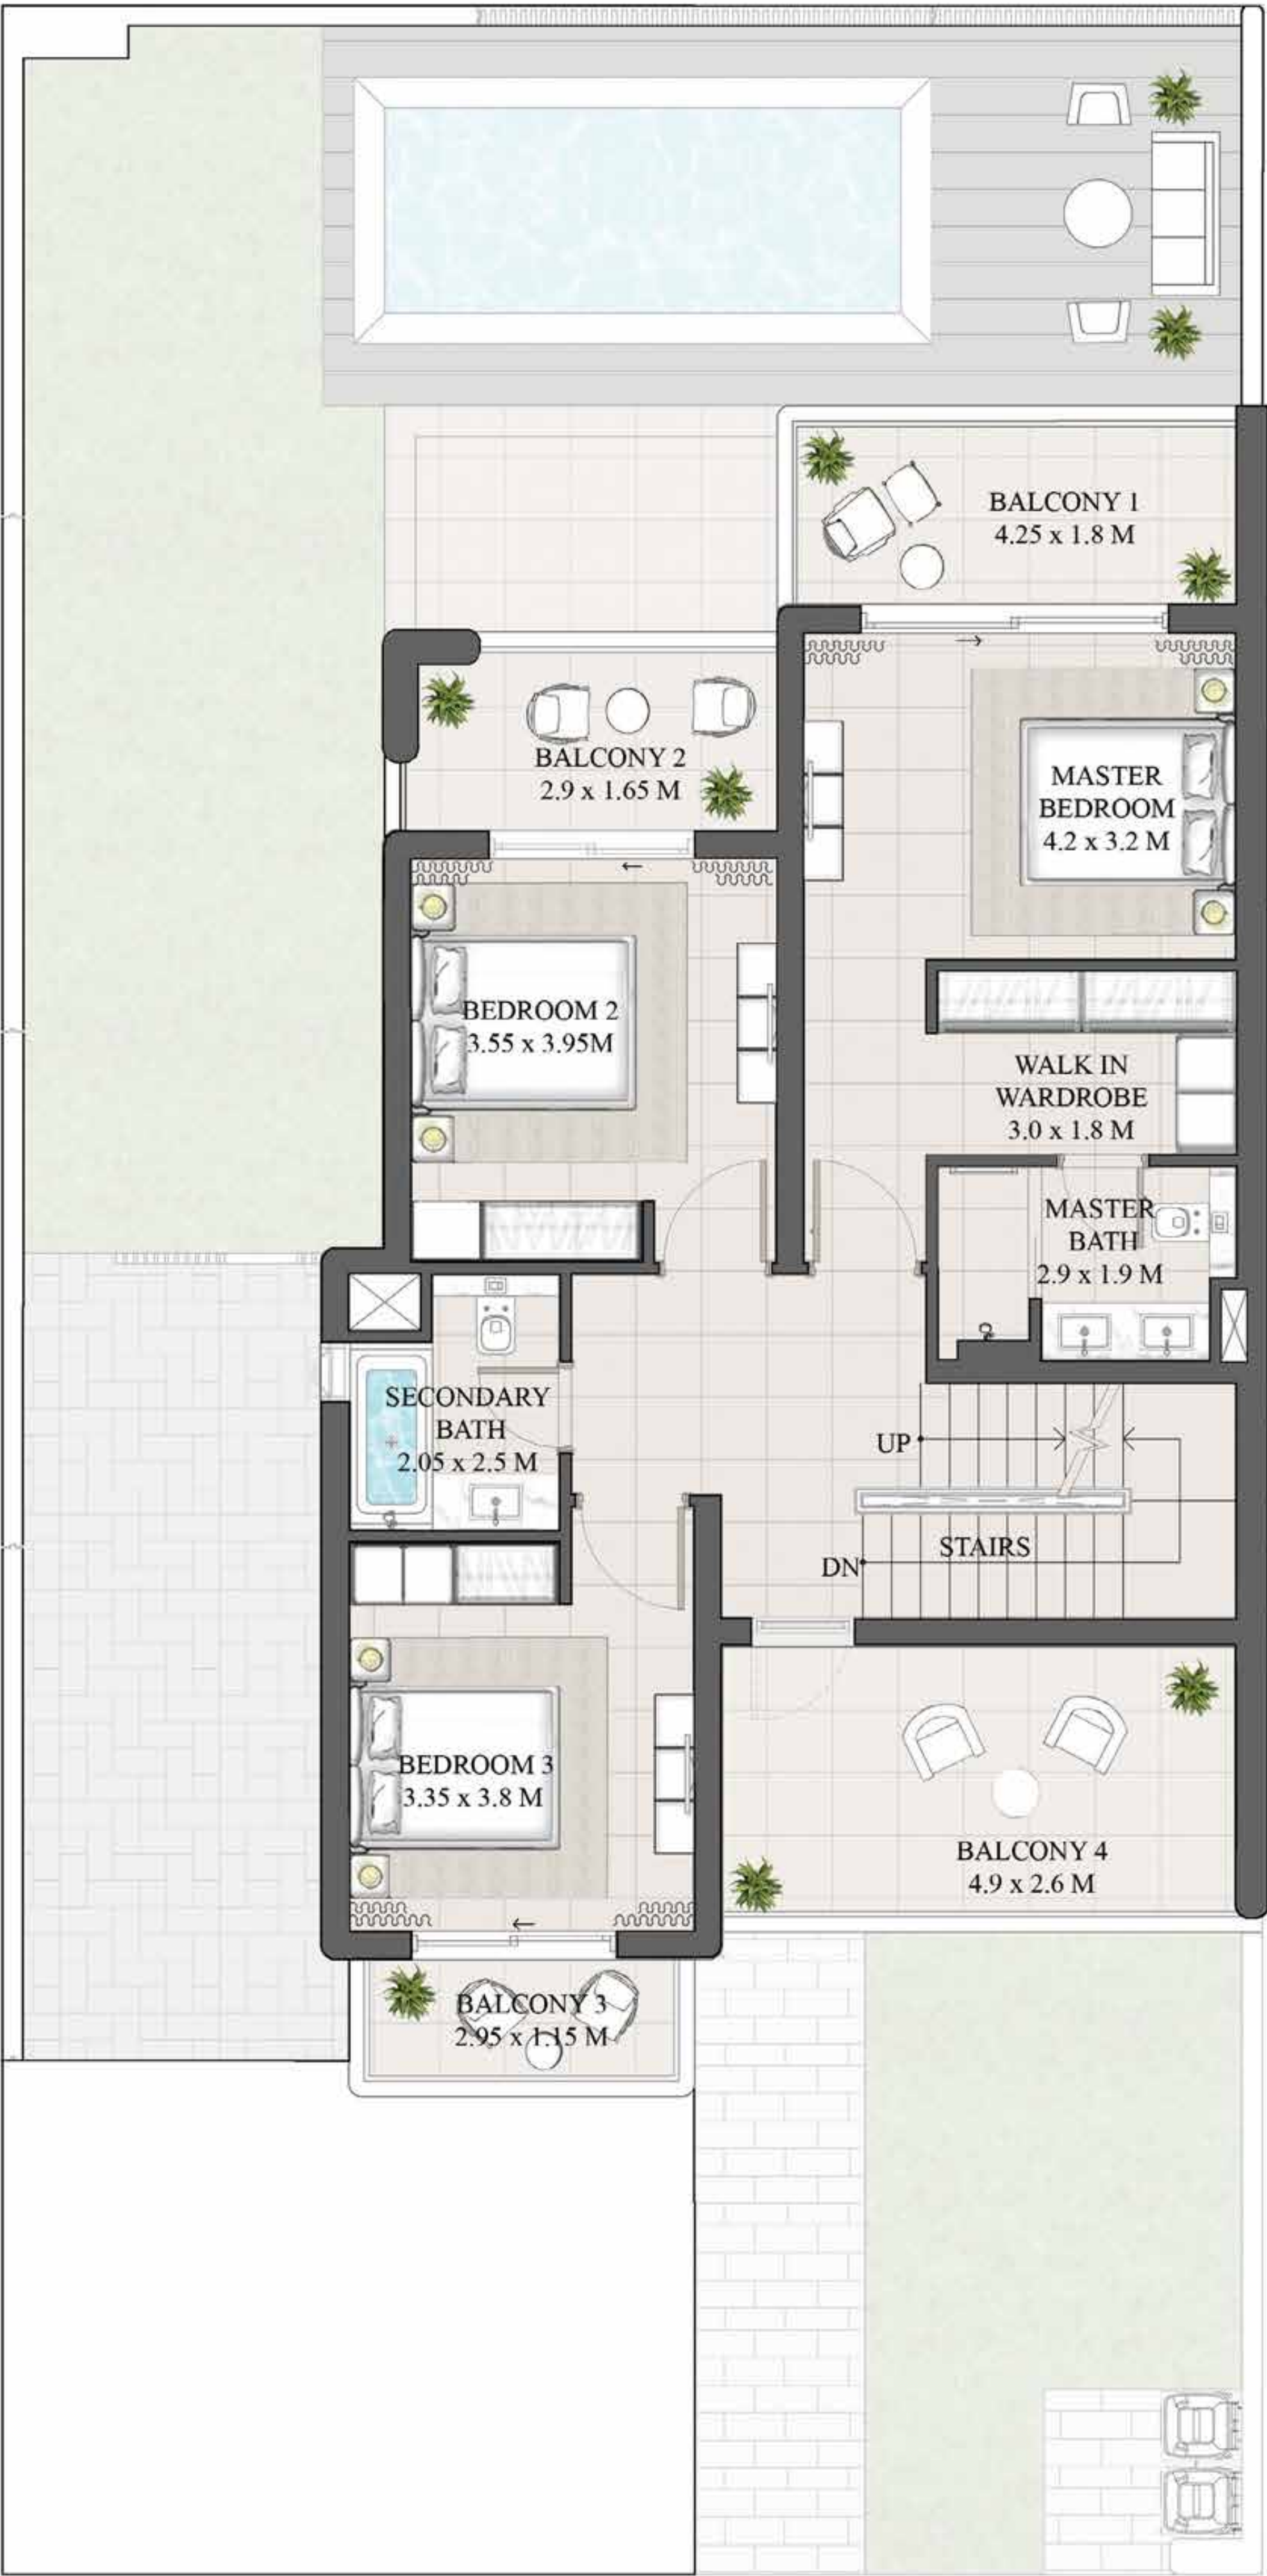 BALCONY 1
4.25 x 1.8 M
BALCONY 2
2.9 x 1.65 M
MASTER
BEDROOM
4.2 x 3.2 M
BEDROOM 2
3.55 x 3.95M
WALK IN
WARDROBE
3.0 x 1.8 M
MASTER
BATH
2.9 x 1.9 M
SECONDARY
BATH
2.05 x 2.5 M
UP
STAIRS
DN
BEDROOM 3
3.35 x 3.8 M
BALCONY 4
4.9 x 2.6 M
BALCONY 3
2.95 x 1.15 M